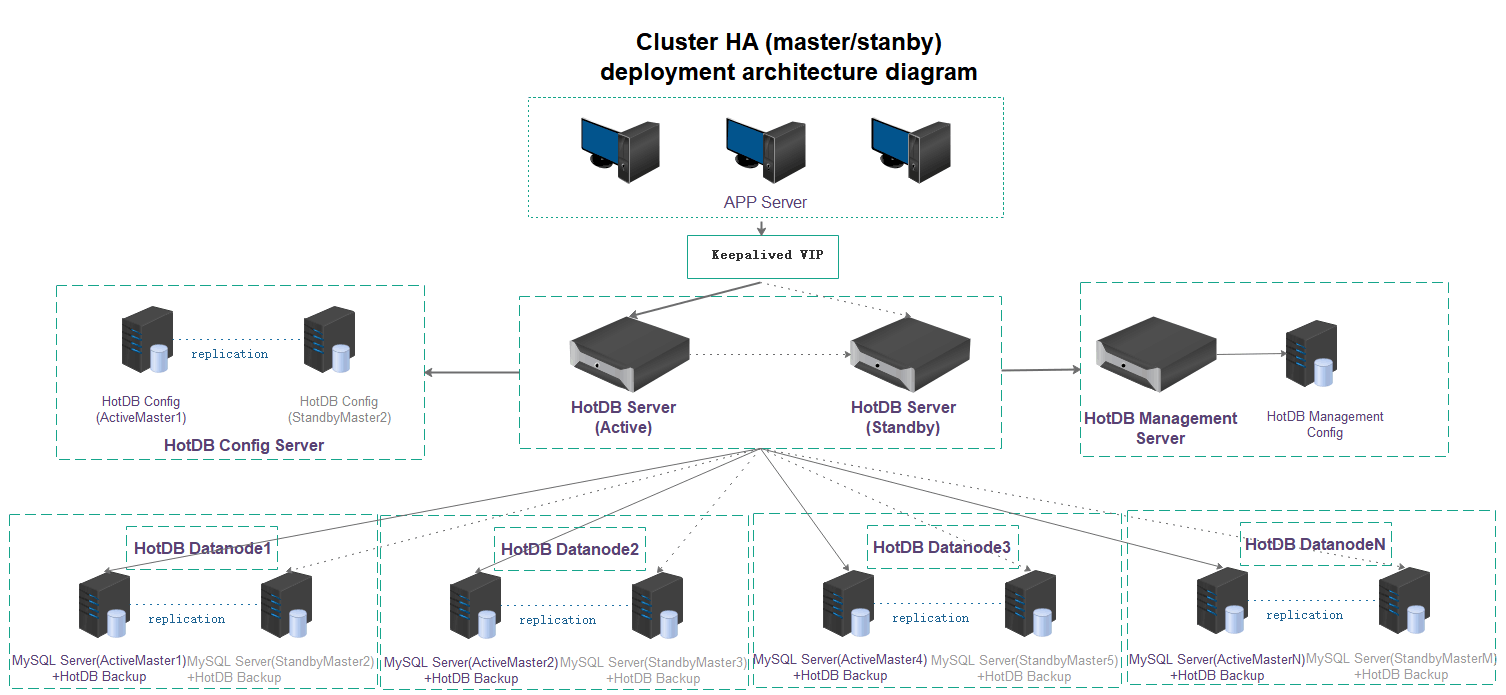 Cluster HA (master/stanby)
deployment architecture diagram
APP Server
Keepalived VIP
replication
HotDB Config
(ActiveMaster1)
HotDB Config
(StandbyMaster2)
HotDB Config Server
HotDB Server
(Active)
HotDB Server
(Standby)
HotDB Management
Server
HotDB Management
Config
HotDB Datanode1
replication
MySQL Server(ActiveMaster1)
+HotDB Backup
MySQL Server(StandbyMaster2)
+HotDB Backup
HotDB Datanode2
replication
MySQL Server(ActiveMaster2)
+HotDB Backup
MySQL Server(StandbyMaster3)
+HotDB Backup
HotDB Datanode3
replication
MySQL Server(ActiveMaster4)
+HotDB Backup
MySQL Server(StandbyMaster5)
+HotDB Backup
HotDB DatanodeN
replication
MySQL Server(ActiveMasterN)
+HotDB Backup
MySQL Server(StandbyMasterM)
+HotDB Backup